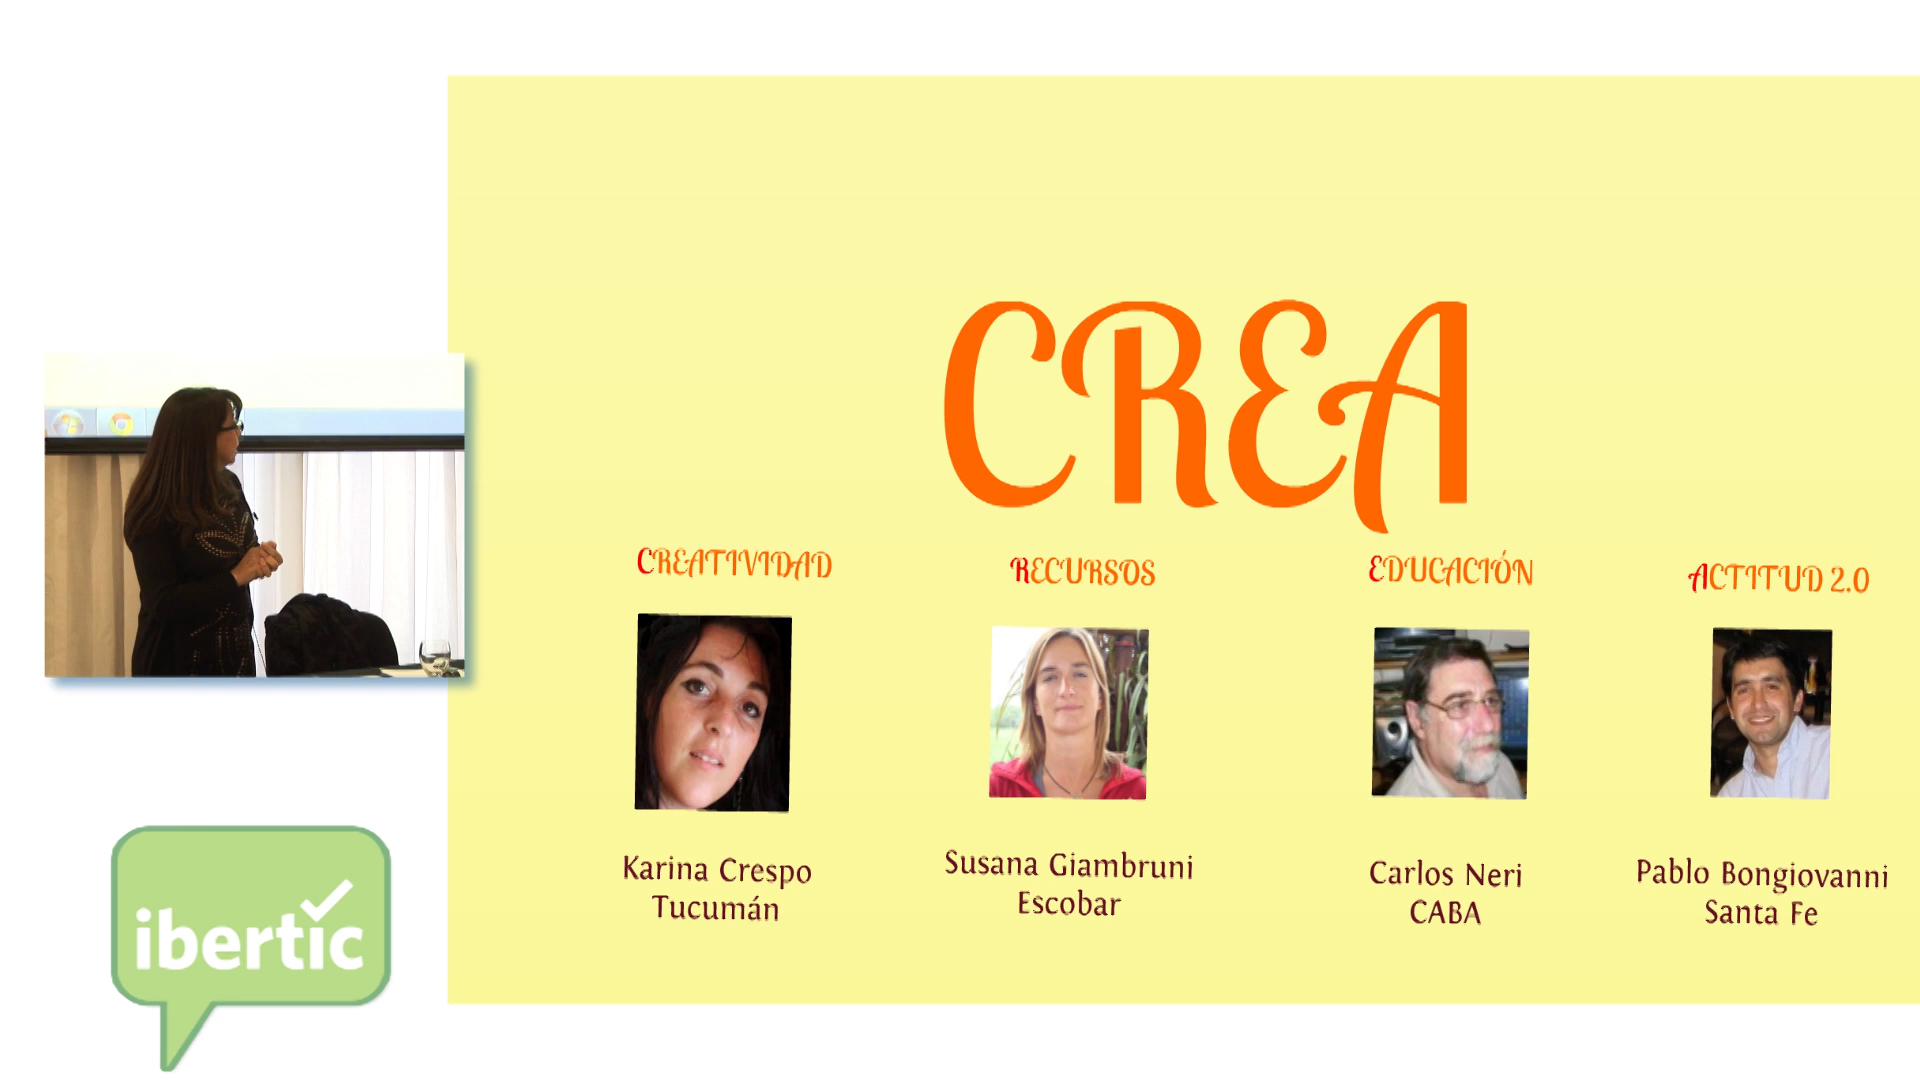 CREA
CREATIVIDAD
RECURSOS
EDUCACIÓN
ACTITUD 2.0
Karina Crespo
Tucumán
Susana Giambruni
Escobar
Carlos Neri
CABA
Pablo Bongiovanni
Santa Fe
ibertic